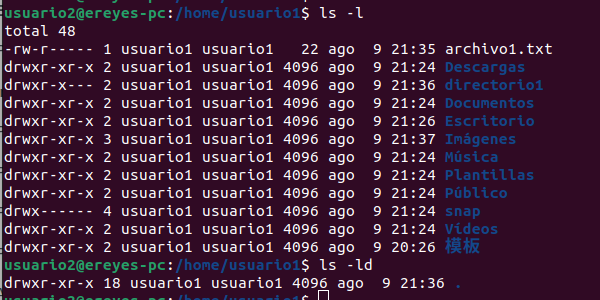 usuario2@ereyes-pc:/home/usuario1$ ls -l
total 48
-rw-r----- 1 usuario1 usuario1   22 ago  9 21:35 archivo1.txt
drwxr-xr-x 2 usuario1 usuario1 4096 ago  9 21:24 Descargas
drwxr-x--- 2 usuario1 usuario1 4096 ago  9 21:36 directorio1
drwxr-xr-x 2 usuario1 usuario1 4096 ago  9 21:24 Documentos
drwxr-xr-x 2 usuario1 usuario1 4096 ago  9 21:26 Escritorio
drwxr-xr-x 3 usuario1 usuario1 4096 ago  9 21:37 Imágenes
drwxr-xr-x 2 usuario1 usuario1 4096 ago  9 21:24 Música
drwxr-xr-x 2 usuario1 usuario1 4096 ago  9 21:24 Plantillas
drwxr-xr-x 2 usuario1 usuario1 4096 ago  9 21:24 Público
drwx------ 4 usuario1 usuario1 4096 ago  9 21:24 snap
drwxr-xr-x 2 usuario1 usuario1 4096 ago  9 21:24 Vídeos
drwxr-xr-x 2 usuario1 usuario1 4096 ago  9 20:26 模板
usuario2@ereyes-pc:/home/usuario1$ ls -ld
drwxr-xr-x 18 usuario1 usuario1 4096 ago  9 21:36 .